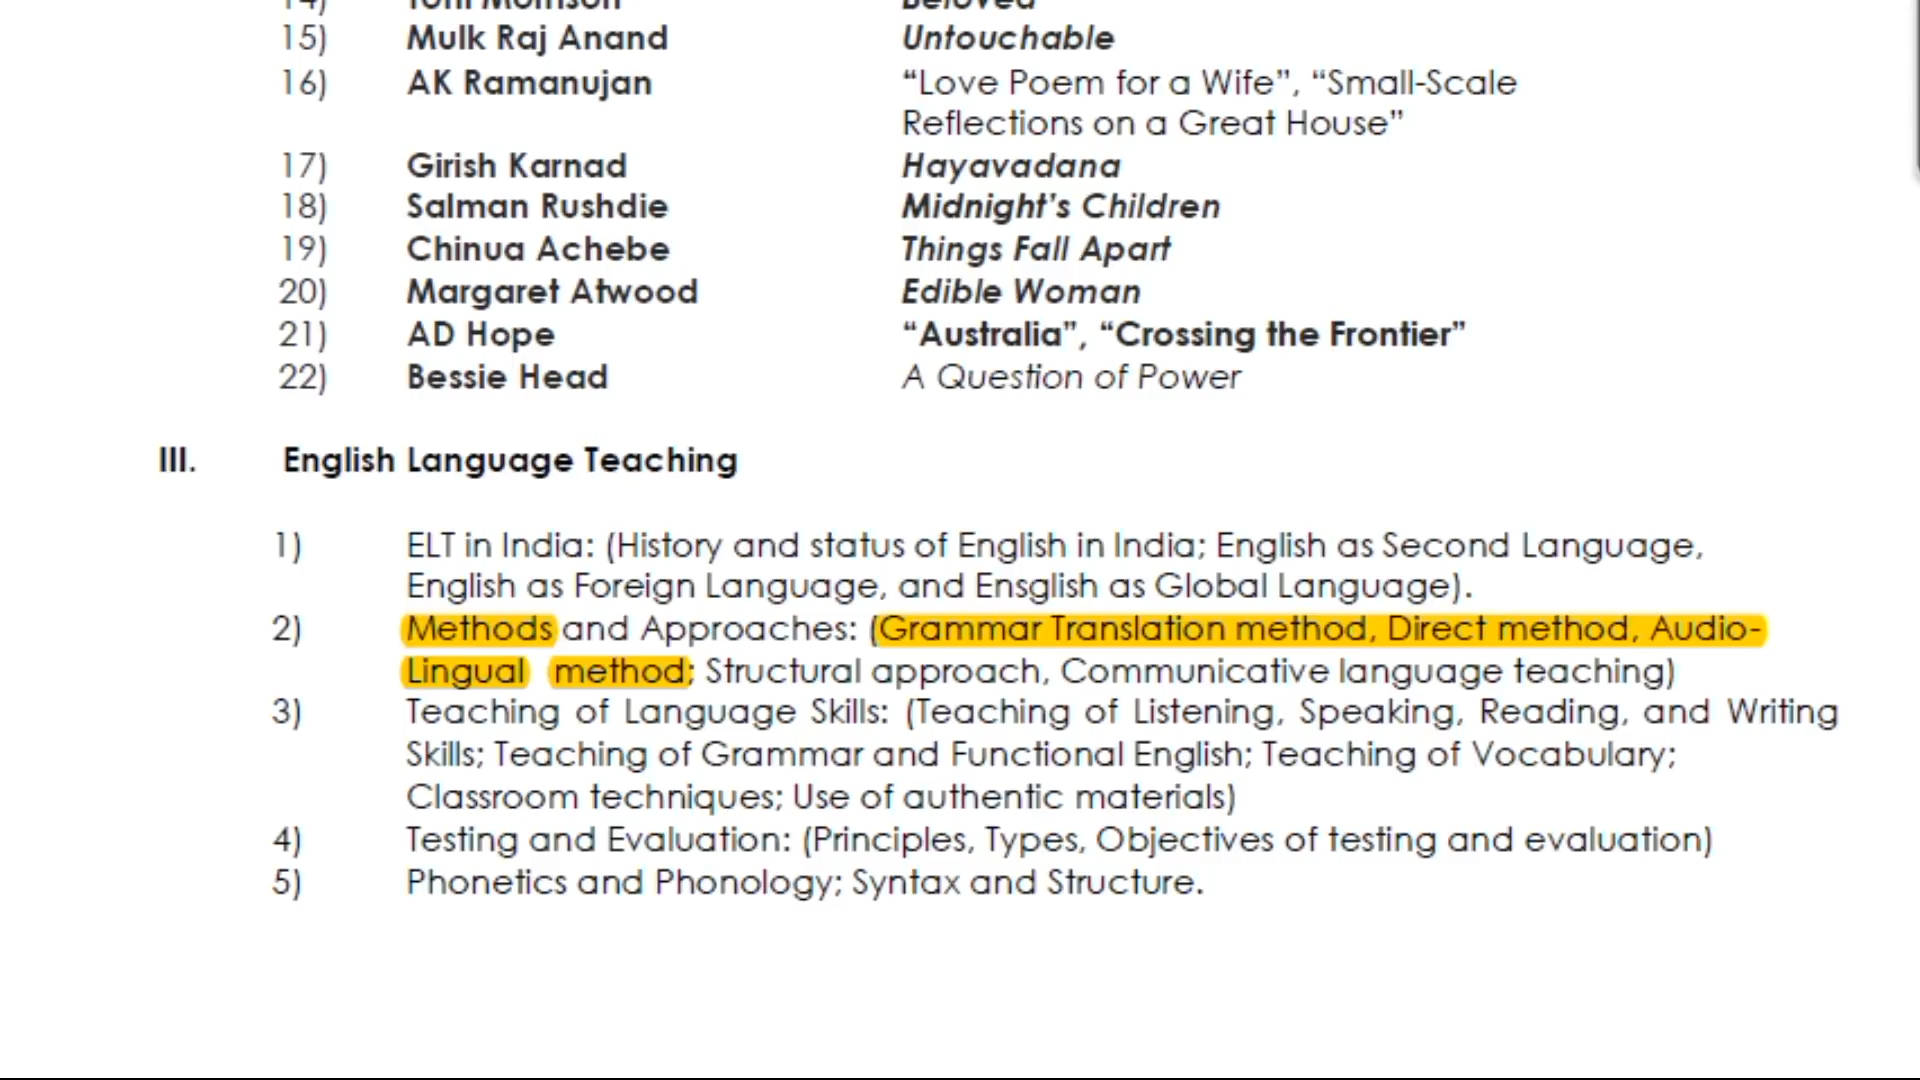 14) Toni Morrison Beloved
15) Mulk Raj Anand Untouchable
16) AK Ramanujan “Love Poem for a Wife”, “Small-Scale
Reflections on a Great House”
17) Girish Karnad Hayavadana
18) Salman Rushdie Midnight’s Children
19) Chinua Achebe Things Fall Apart
20) Margaret Atwood Edible Woman
21) AD Hope “Australia”, “Crossing the Frontier”
22) Bessie Head A Question of Power
III. English Language Teaching
1) ELT in India: (History and status of English in India; English as Second Language,
English as Foreign Language, and Ensglish as Global Language).
2) Methods and Approaches: (Grammar Translation method, Direct method, Audio-
Lingual method; Structural approach, Communicative language teaching)
3) Teaching of Language Skills: (Teaching of Listening, Speaking, Reading, and Writing
Skills; Teaching of Grammar and Functional English; Teaching of Vocabulary;
Classroom techniques; Use of authentic materials)
4) Testing and Evaluation: (Principles, Types, Objectives of testing and evaluation)
5) Phonetics and Phonology; Syntax and Structure.